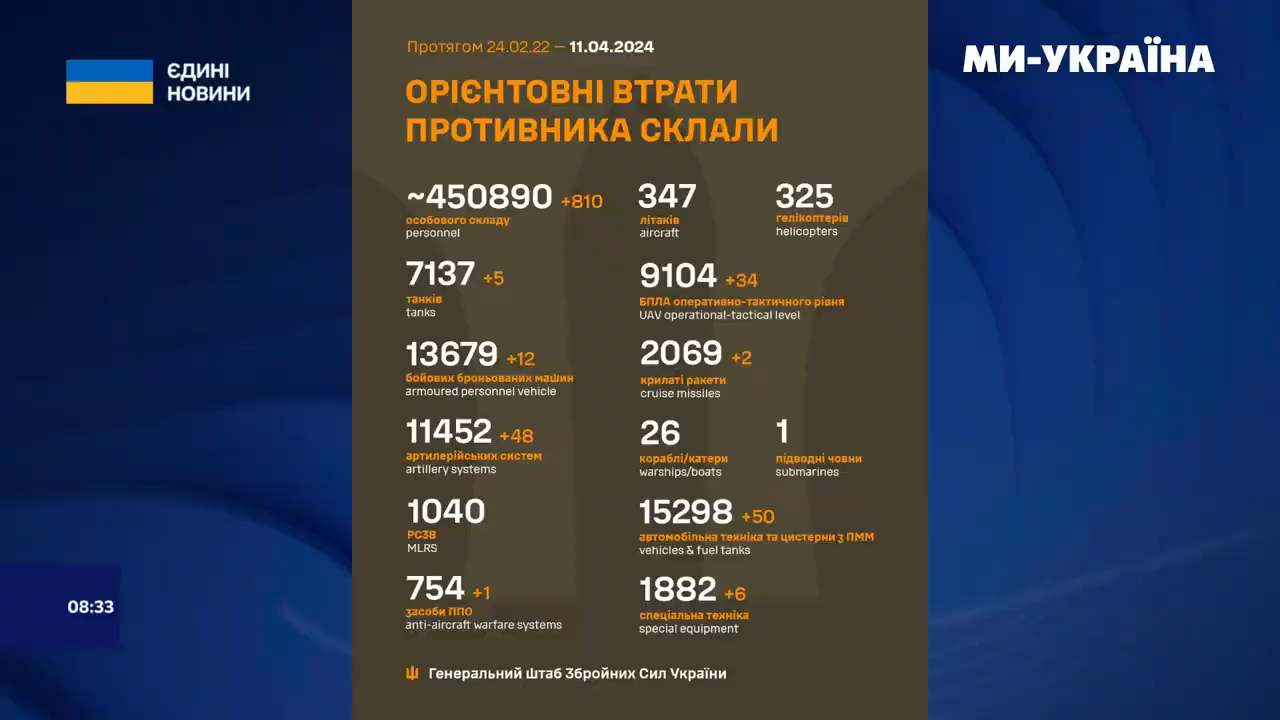 ЄДИНІ
НОВИНИ
МИ-УКРАЇНА
Протягом 24.02.22 — 11.04.2024
ОРІЄНТОВНІ ВТРАТИ
ПРОТИВНИКА СКЛАЛИ
~450890 +810
особового складу
personnel
347
літаків
aircraft
325
гелікоптерів
helicopters
7137 +5
танків
tanks
9104 +34
БПЛА оперативно-тактичного рівня
UAV operational-tactical level
13679 +12
бойових броньованих машин
armoured personnel vehicle
2069 +2
крилаті ракети
cruise missiles
11452 +48
артилерійських систем
artillery systems
26
кораблі/катери
warships/boats
1
підводні човни
submarines
1040
РСЗВ
MLRS
15298 +50
автомобільна техніка та цистерни з ПММ
vehicles & fuel tanks
754 +1
засоби ППО
anti-aircraft warfare systems
1882 +6
спеціальна техніка
special equipment
08:33
Генеральний Штаб Збройних Сил України